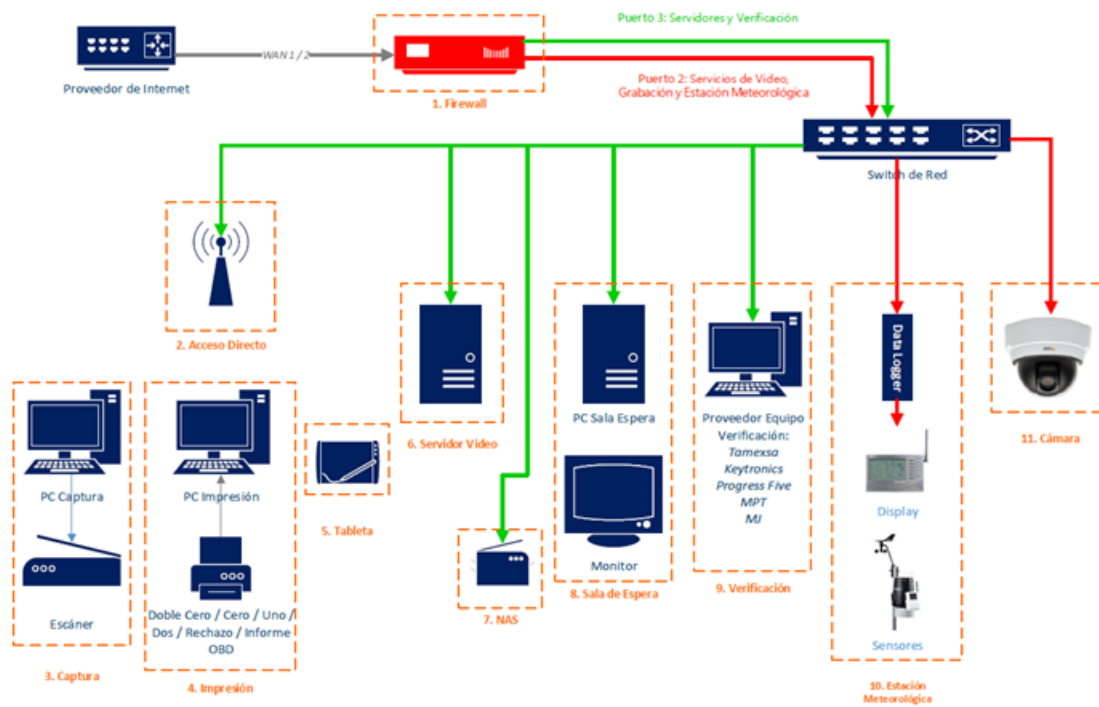 Puerto 3: Servidores y Verificación
WAN 1 / 2
Proveedor de Internet
1. Firewall
Puerto 2: Servicios de Video,
Grabación y Estación Meteorológica
Switch de Red
2. Acceso Directo
Data Logger
PC Captura
PC Impresión
5. Tableta
6. Servidor Video
PC Sala Espera
Proveedor Equipo
Verificación:
Tamexsa
Keytronics
Progress Five
MPT
MJ
11. Cámara
Display
Escáner
Doble Cero / Cero / Uno /
Dos / Rechazo / Informe
OBD
7. NAS
Monitor
8. Sala de Espera
9. Verificación
Sensores
3. Captura
4. Impresión
10. Estación
Meteorológica